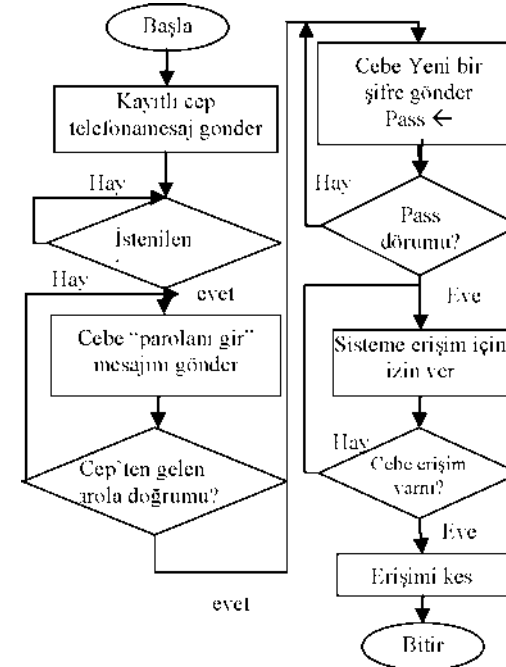 Başla
Kayıtlı cep
telefonamesaj gonder
Hay
İstenilen
Hay
evet
Cebe “parolanı gir”
mesajını gönder
Cep`ten gelen
arola doğrumu?
evet
Cebe Yeni bir
şifre gönder
Pass ←
Hay
Pass
dörumu?
Eve
Sisteme erişim için
izin ver
Hay
Cebe erişim
varmı?
Eve
Erişimi kes
Bitir